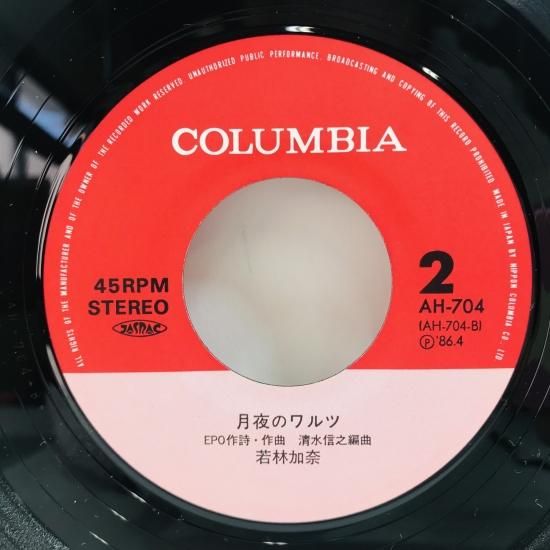 ALL RIGHTS OF THE MANUFACTURER AND OF THE OWNER OF THE RECORDED WORK RESERVED. UNAUTHORIZED PUBLIC PERFORMANCE, BROADCASTING AND COPYING OF THIS RECORD PROHIBITED MADE IN JAPAN BY NIPPON COLUMBIA CO., LTD
COLUMBIA
45RPM
STEREO
JASRAC
2
AH-704
(AH-704-B)
Ⓟ'86.4
月夜のワルツ
EPO作詩・作曲 清水信之編曲
若林加奈